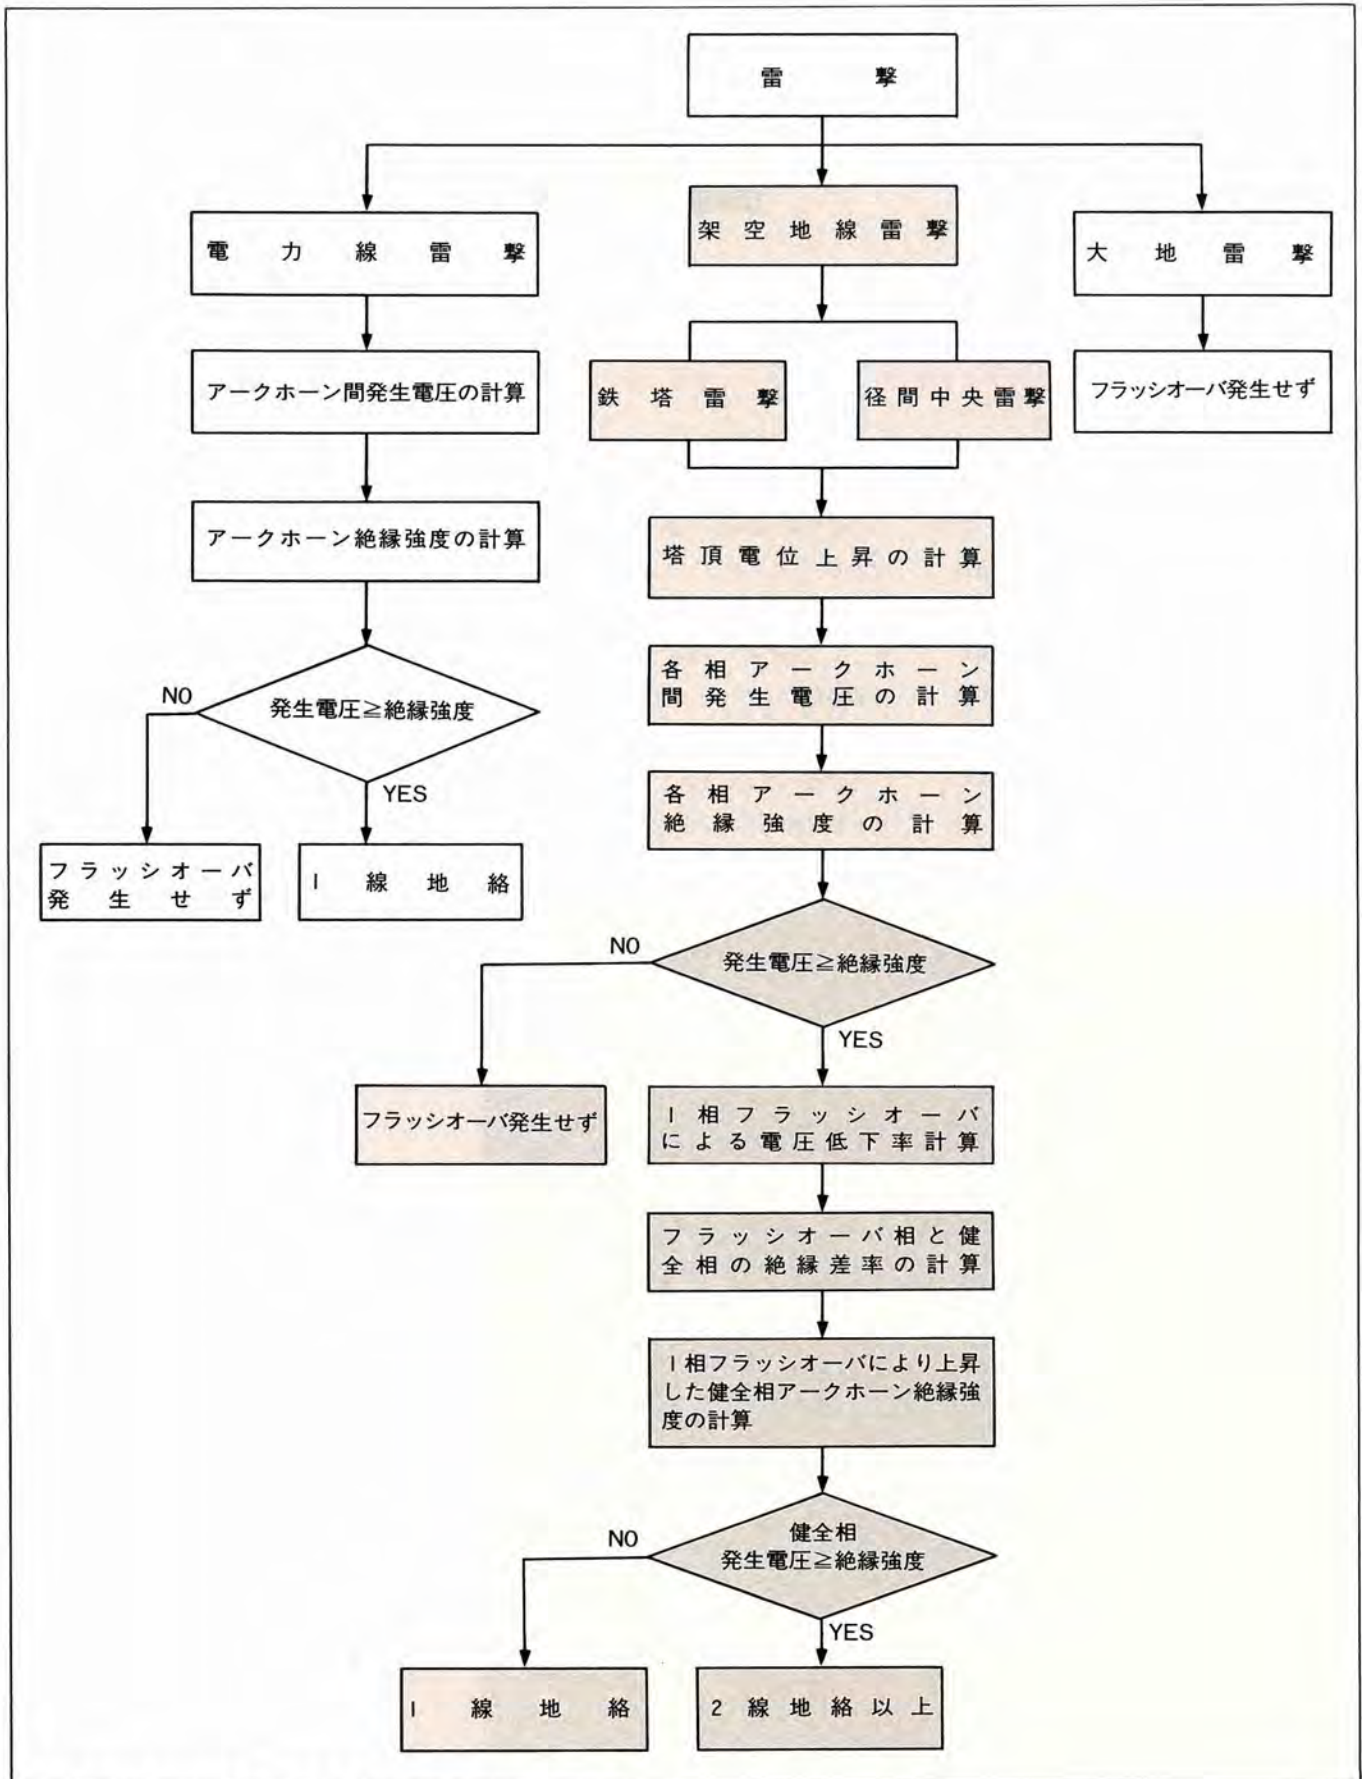 雷撃
電力線雷撃
アークホーン間発生電圧の計算
アークホーン絶縁強度の計算
発生電圧≧絶縁強度
NO
YES
フラッシオーバ
発生せず
1線地絡
架空地線雷撃
鉄塔雷撃
径間中央雷撃
塔頂電位上昇の計算
各相アークホーン
間発生電圧の計算
各相アークホーン
絶縁強度の計算
発生電圧≧絶縁強度
NO
YES
フラッシオーバ発生せず
1相フラッシオーバ
による電圧低下率計算
フラッシオーバ相と健
全相の絶縁差率の計算
1相フラッシオーバにより上昇
した健全相アークホーン絶縁強
度の計算
健全相
発生電圧≧絶縁強度
NO
YES
1線地絡
2線地絡以上
大地雷撃
フラッシオーバ発生せず